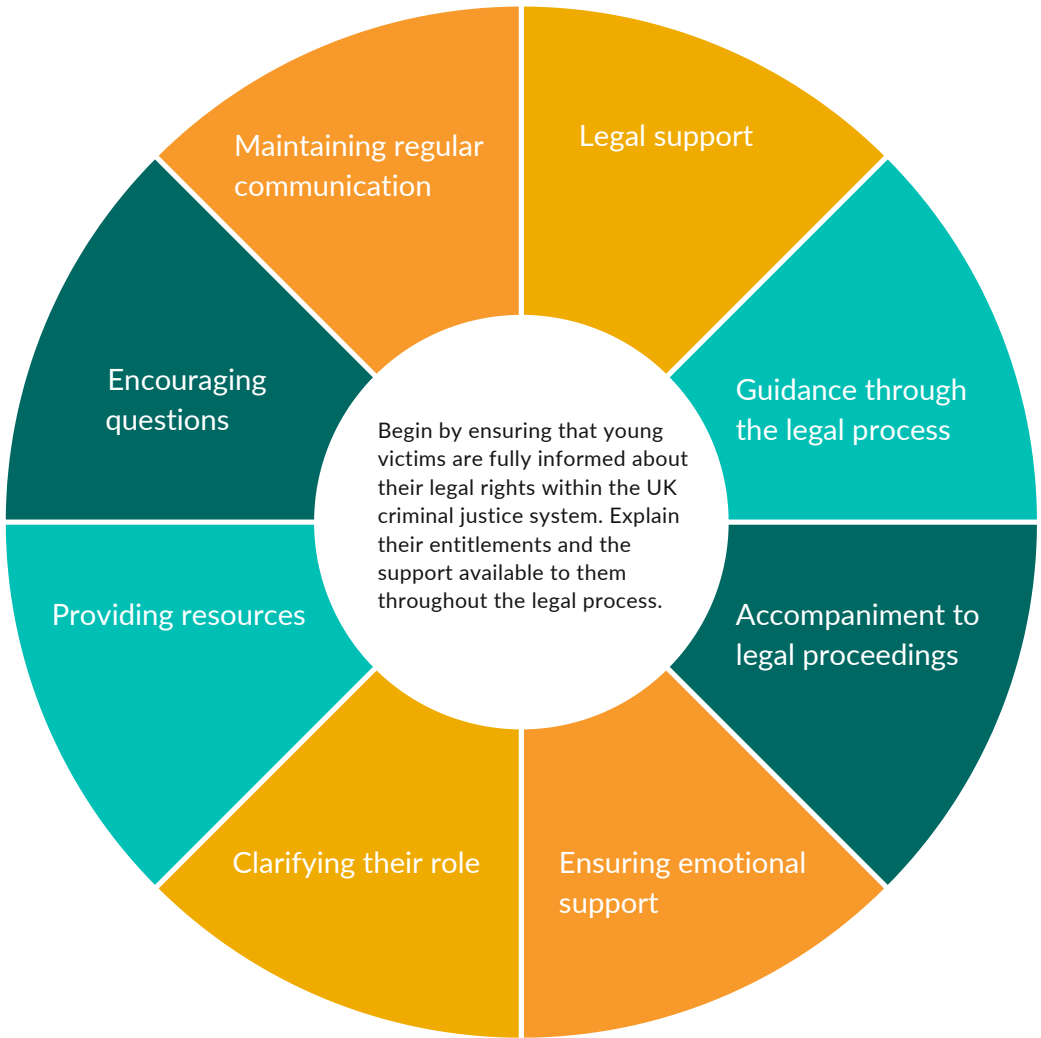 Legal support
Guidance through
the legal process
Accompaniment to
legal proceedings
Ensuring emotional
support
Clarifying their role
Providing resources
Encouraging
questions
Maintaining regular
communication
Begin by ensuring that young
victims are fully informed about
their legal rights within the UK
criminal justice system. Explain
their entitlements and the
support available to them
throughout the legal process.